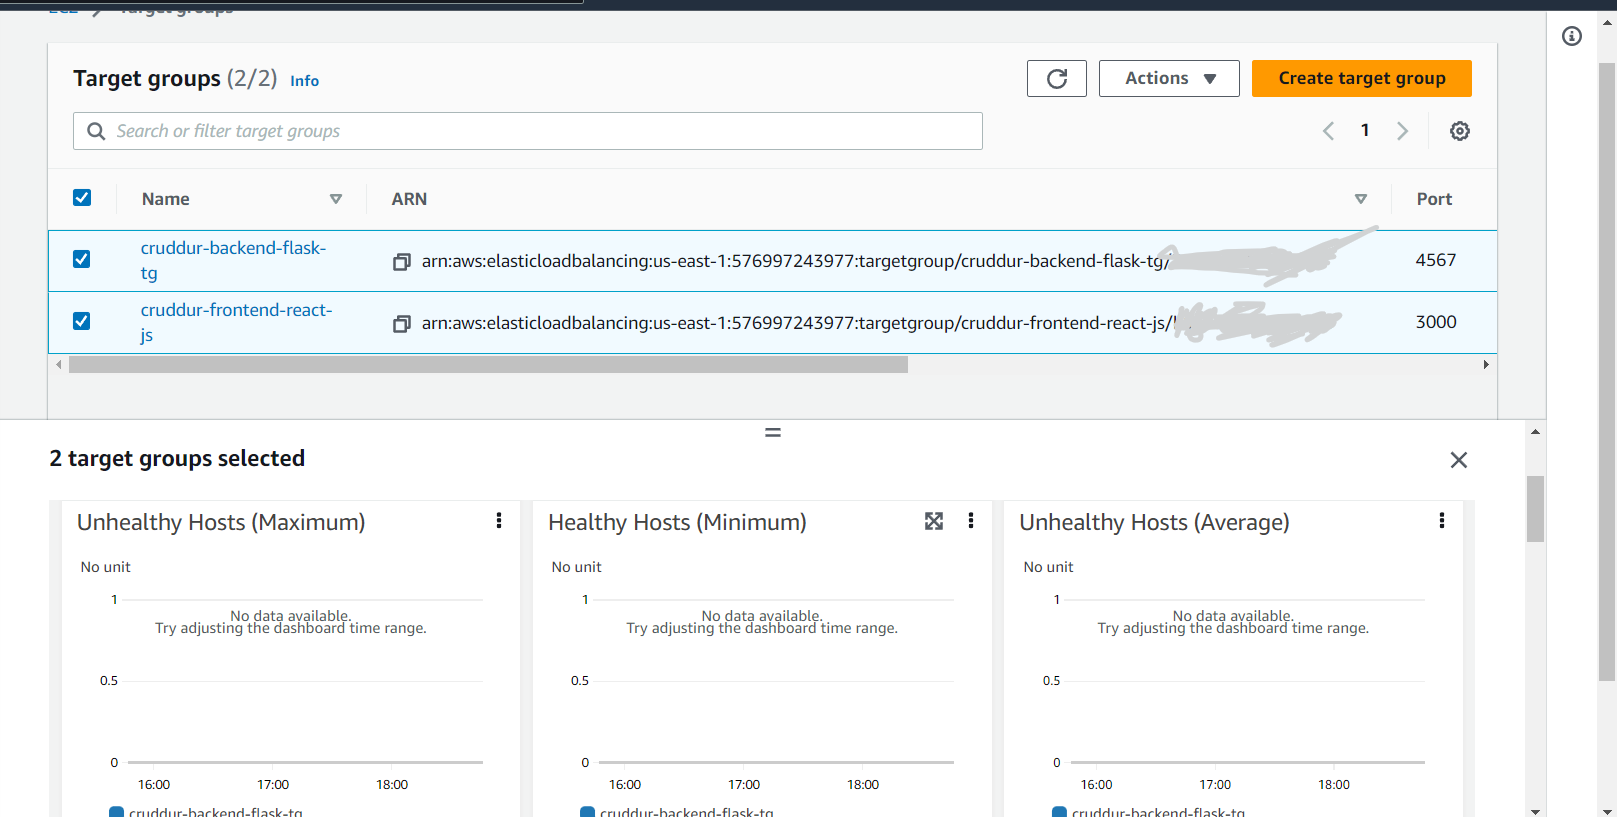 EC2 > Target groups
Target groups (2/2) Info
Actions
Create target group
Search or filter target groups
1
Name
ARN
Port
cruddur-backend-flask-
tg
arn:aws:elasticloadbalancing:us-east-1:576997243977:targetgroup/cruddur-backend-flask-tg/
4567
cruddur-frontend-react-
js
arn:aws:elasticloadbalancing:us-east-1:576997243977:targetgroup/cruddur-frontend-react-js/
3000
2 target groups selected
Unhealthy Hosts (Maximum)
No unit
1
No data available.
Try adjusting the dashboard time range.
0.5
0
16:00 17:00 18:00
cruddur-backend-flask-tg
Healthy Hosts (Minimum)
No unit
1
No data available.
Try adjusting the dashboard time range.
0.5
0
16:00 17:00 18:00
cruddur-backend-flask-tg
Unhealthy Hosts (Average)
No unit
1
No data available.
Try adjusting the dashboard time range.
0.5
0
16:00 17:00 18:00
cruddur-backend-flask-tg